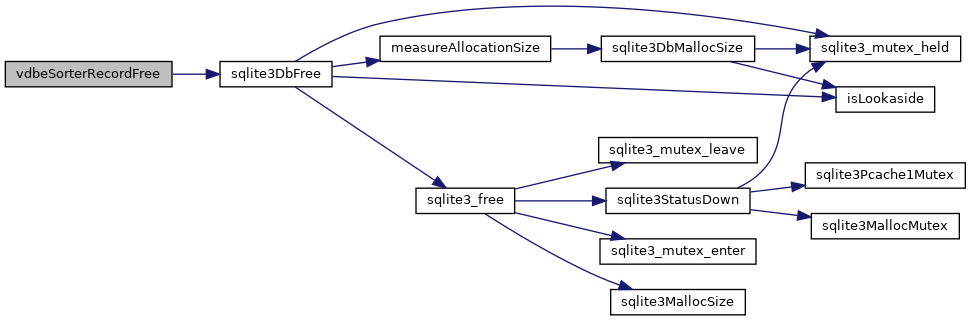 vdbeSorterRecordFree
sqlite3DbFree
measureAllocationSize
sqlite3DbMallocSize
sqlite3_mutex_held
isLookaside
sqlite3_free
sqlite3_mutex_leave
sqlite3StatusDown
sqlite3_mutex_enter
sqlite3MallocSize
sqlite3Pcache1Mutex
sqlite3MallocMutex